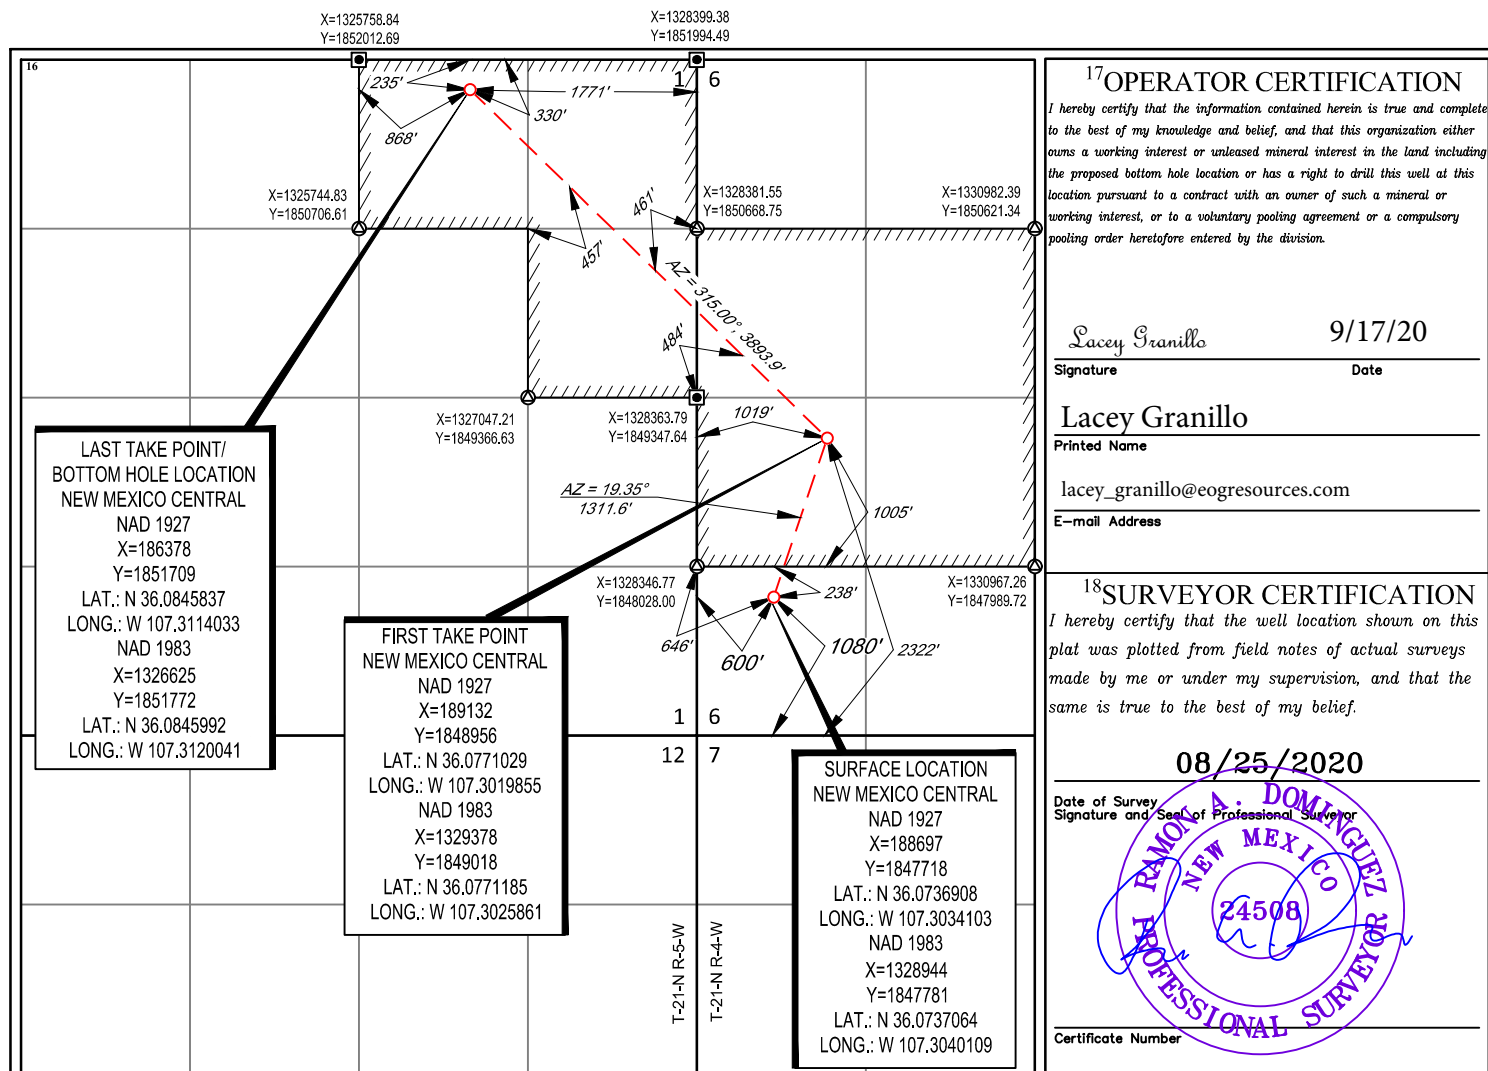 X=1325758.84
Y=1852012.69
X=1328399.38
Y=1851994.49
16
235'
1771'
1 6
330'
868'
X=1325744.83
Y=1850706.61
461'
X=1328381.55
Y=1850668.75
X=1330982.39
Y=1850621.34
457'
AZ = 315.00°, 3893.9'
484'
X=1327047.21
Y=1849366.63
X=1328363.79
Y=1849347.64
1019'
AZ = 19.35°
1311.6'
1005'
X=1328346.77
Y=1848028.00
238'
X=1330967.26
Y=1847989.72
646'
600'
1080'
2322'
1 6
12 7
T-21-N R-5-W
T-21-N R-4-W
LAST TAKE POINT/
BOTTOM HOLE LOCATION
NEW MEXICO CENTRAL
NAD 1927
X=186378
Y=1851709
LAT.: N 36.0845837
LONG.: W 107.3114033
NAD 1983
X=1326625
Y=1851772
LAT.: N 36.0845992
LONG.: W 107.3120041
FIRST TAKE POINT
NEW MEXICO CENTRAL
NAD 1927
X=189132
Y=1848956
LAT.: N 36.0771029
LONG.: W 107.3019855
NAD 1983
X=1329378
Y=1849018
LAT.: N 36.0771185
LONG.: W 107.3025861
SURFACE LOCATION
NEW MEXICO CENTRAL
NAD 1927
X=188697
Y=1847718
LAT.: N 36.0736908
LONG.: W 107.3034103
NAD 1983
X=1328944
Y=1847781
LAT.: N 36.0737064
LONG.: W 107.3040109
17 OPERATOR CERTIFICATION
I hereby certify that the information contained herein is true and complete
to the best of my knowledge and belief, and that this organization either
owns a working interest or unleased mineral interest in the land including
the proposed bottom hole location or has a right to drill this well at this
location pursuant to a contract with an owner of such a mineral or
working interest, or to a voluntary pooling agreement or a compulsory
pooling order heretofore entered by the division.
Lacey Granillo 9/17/20
Signature Date
Lacey Granillo
Printed Name
lacey_granillo@eogresources.com
E-mail Address
18 SURVEYOR CERTIFICATION
I hereby certify that the well location shown on this
plat was plotted from field notes of actual surveys
made by me or under my supervision, and that the
same is true to the best of my belief.
08/25/2020
Date of Survey
Signature and Seal of Professional Surveyor
RAMON A. DOMINGUEZ
NEW MEXICO
24508
PROFESSIONAL SURVEYOR
Certificate Number